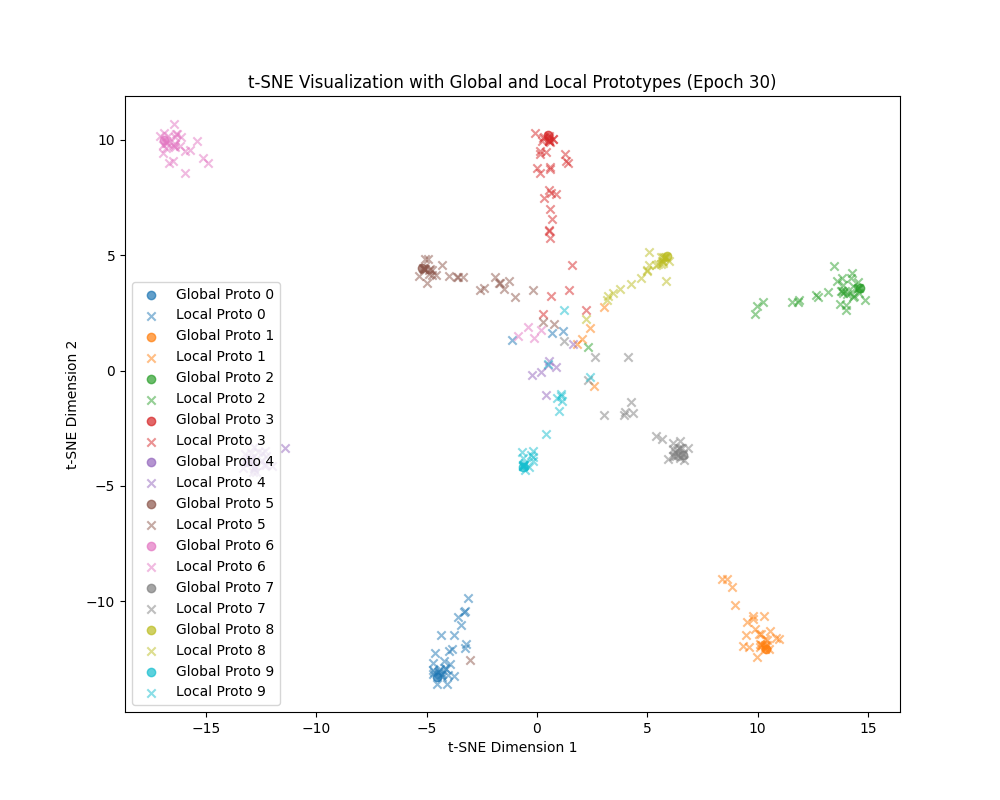 t-SNE Visualization with Global and Local Prototypes (Epoch 30)
10
5
0
−5
−10
t-SNE Dimension 2
Global Proto 0
Local Proto 0
Global Proto 1
Local Proto 1
Global Proto 2
Local Proto 2
Global Proto 3
Local Proto 3
Global Proto 4
Local Proto 4
Global Proto 5
Local Proto 5
Global Proto 6
Local Proto 6
Global Proto 7
Local Proto 7
Global Proto 8
Local Proto 8
Global Proto 9
Local Proto 9
−15 −10 −5 0 5 10 15
t-SNE Dimension 1